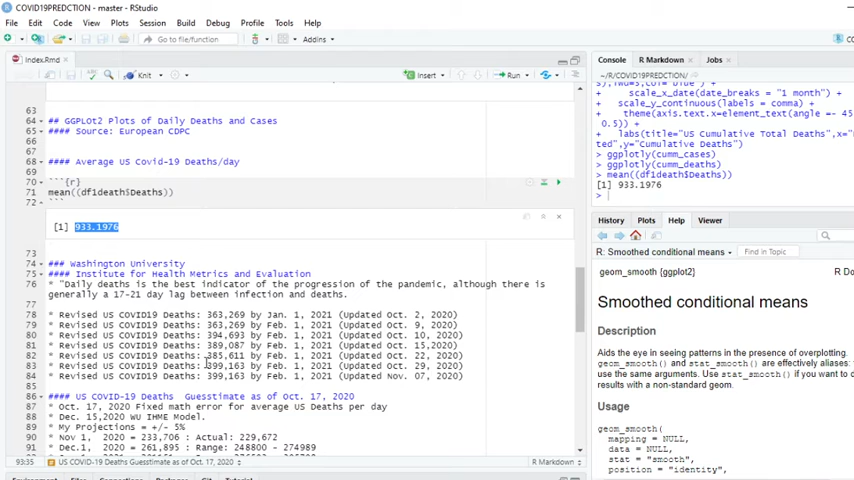 COVID19PREDCTION - master - RStudio
File Edit Code View Plots Session Build Debug Profile Tools Help
Go to file/function Addins
Index.Rmd
Knit Insert Run
63
64 ## GGPLot2 Plots of Daily Deaths and Cases
65 #### Source: European CDPC
66
67
68 #### Average US Covid-19 Deaths/day
69
70 ```{r}
71 mean((df1death$Deaths))
72 ```
[1] 933.1976
73
74 ### Washington University
75 #### Institute for Health Metrics and Evaluation
76 * "Daily deaths is the best indicator of the progression of the pandemic, although there is
generally a 17-21 day lag between infection and deaths.
77
78 * Revised US COVID19 Deaths: 363,269 by Jan. 1, 2021 (Updated Oct. 2, 2020)
79 * Revised US COVID19 Deaths: 363,269 by Feb. 1, 2021 (Updated Oct. 9, 2020)
80 * Revised US COVID19 Deaths: 394,693 by Feb. 1, 2021 (Updated Oct. 10, 2020)
81 * Revised US COVID19 Deaths: 389,087 by Feb. 1, 2021 (Updated Oct. 15,2020)
82 * Revised US COVID19 Deaths: 385,611 by Feb. 1, 2021 (Updated Oct. 22, 2020)
83 * Revised US COVID19 Deaths: 399,163 by Feb. 1, 2021 (Updated Oct. 29, 2020)
84 * Revised US COVID19 Deaths: 399,163 by Feb. 1, 2021 (Updated Nov. 07, 2020)
85
86 #### US COVID-19 Deaths Guesstimate as of Oct. 17, 2020
87 * Oct. 17, 2020 Fixed math error for average US Deaths per day
88 * Dec. 15,2020 WU IHME Model.
89 * My Projections = +/- 5%
90 * Nov 1, 2020 = 233,706 : Actual: 229,672
91 * Dec.1, 2020 = 261,895 : Range: 248800 - 274989
93:35 US COVID-19 Deaths Guesstimate as of Oct. 17, 2020 R Markdown
Console R Markdown Jobs
~/R/COVID19PREDCTION/
scale_x_date(date_breaks = "1 month") +
+ scale_y_continuous(labels = comma) +
+ theme(axis.text.x=element_text(angle =- 45
0.5)) +
+ labs(title="US Cumulative Total Deaths",x="
ted",y="Cumulative Deaths")
> ggplotly(cumm_cases)
> ggplotly(cumm_deaths)
> mean((df1death$Deaths))
[1] 933.1976
>
History Plots Help Viewer
R: Smoothed conditional means Find in Topic
geom_smooth {ggplot2} R Do
Smoothed conditional means
Description
Aids the eye in seeing patterns in the presence of overplotting.
geom_smooth() and stat_smooth() are effectively aliases:
use the same arguments. Use stat_smooth() if you want to d
results with a non-standard geom.
Usage
geom_smooth(
mapping = NULL,
data = NULL,
stat = "smooth",
position = "identity",